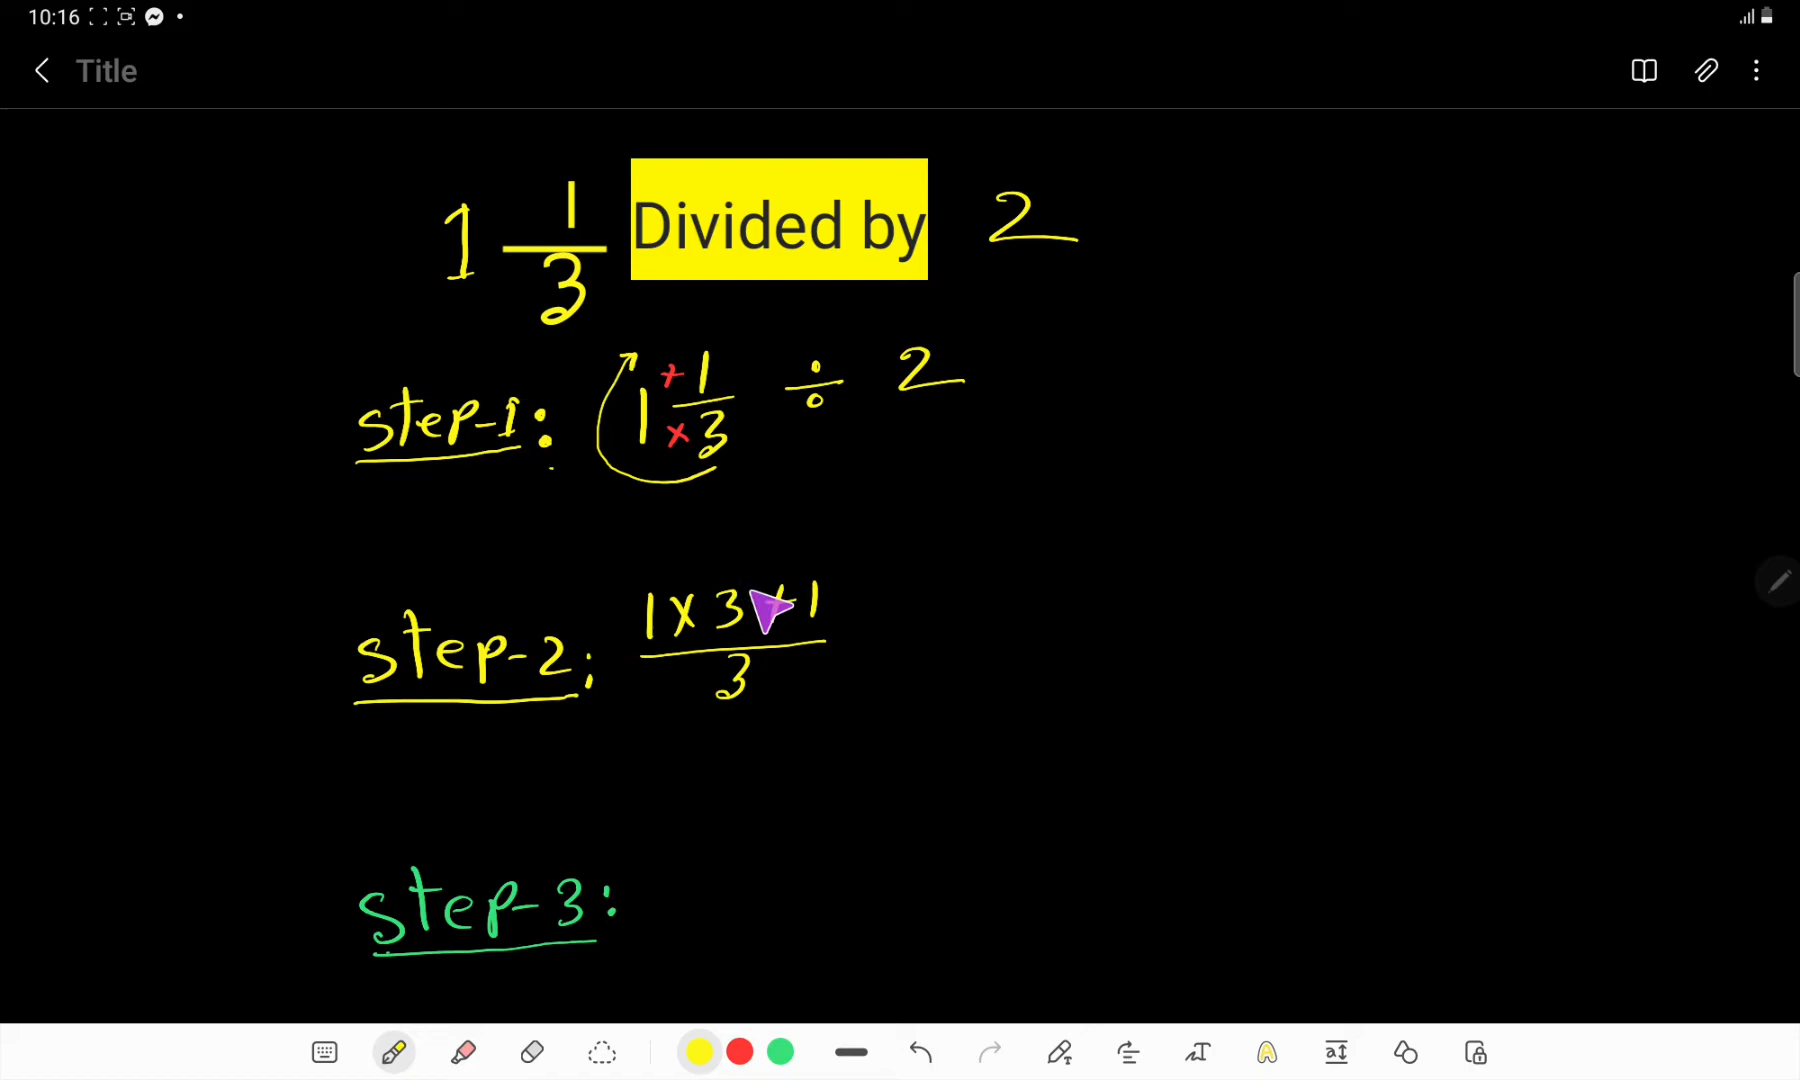 10:16
Title
1 1/3 Divided by 2
step-1: 1 + 1/× 3 ÷ 2
step-2: 1 × 3 + 1 / 3
step-3: